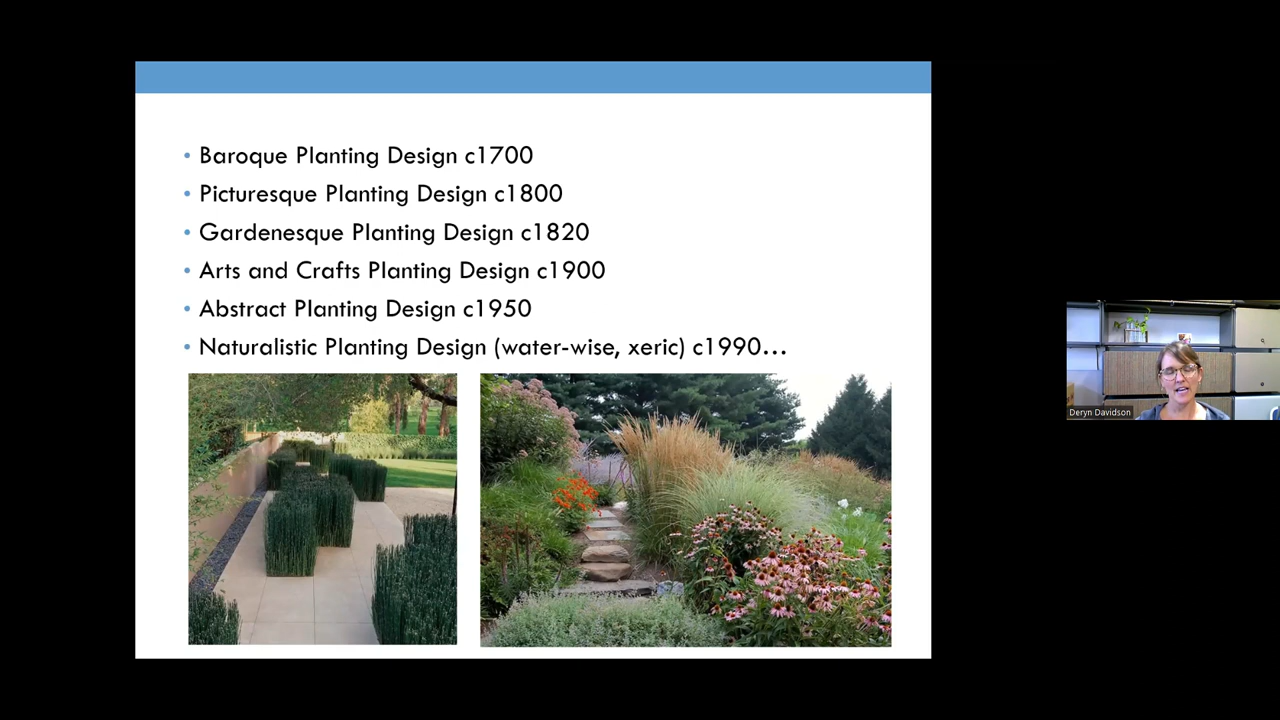 • Baroque Planting Design c1700
• Picturesque Planting Design c1800
• Gardenesque Planting Design c1820
• Arts and Crafts Planting Design c1900
• Abstract Planting Design c1950
• Naturalistic Planting Design (water-wise, xeric) c1990…
Deryn Davidson